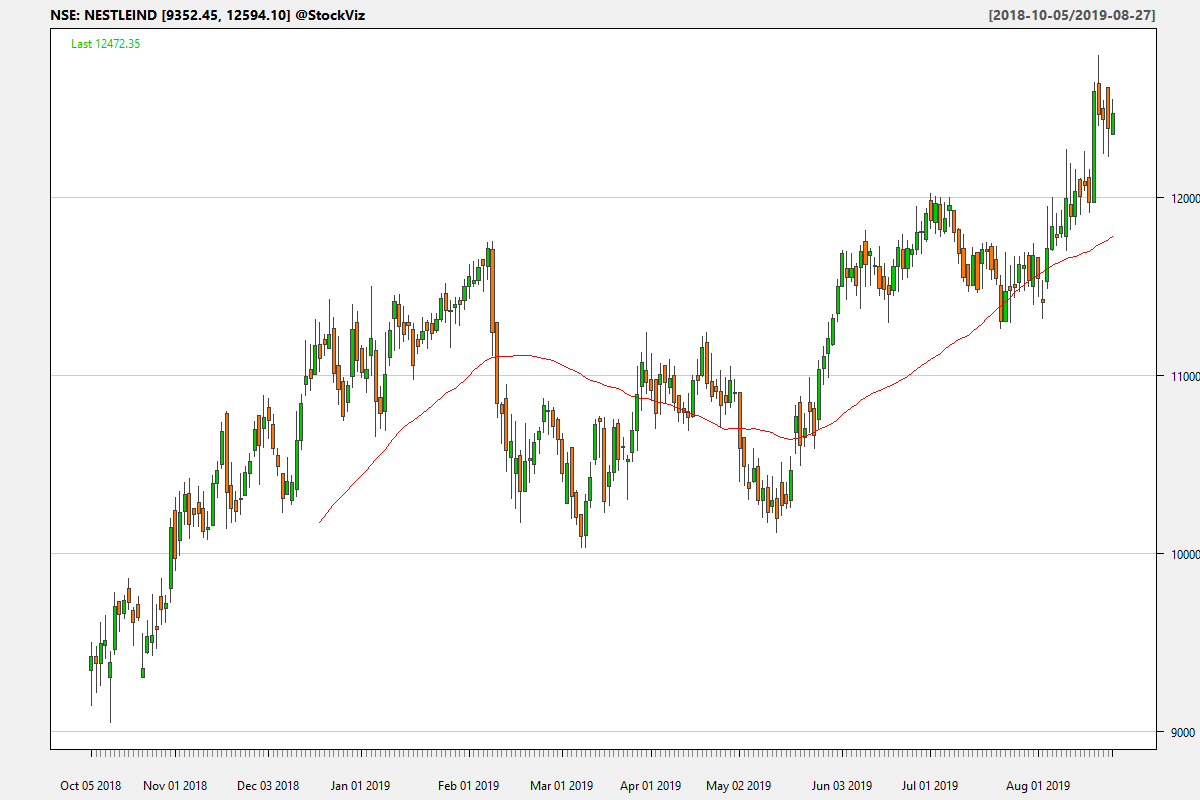 NSE: NESTLEIND [9352.45, 12594.10] @StockViz [2018-10-05/2019-08-27]
Last 12472.35
12000
11000
10000
9000
Oct 05 2018 Nov 01 2018 Dec 03 2018 Jan 01 2019 Feb 01 2019 Mar 01 2019 Apr 01 2019 May 02 2019 Jun 03 2019 Jul 01 2019 Aug 01 2019